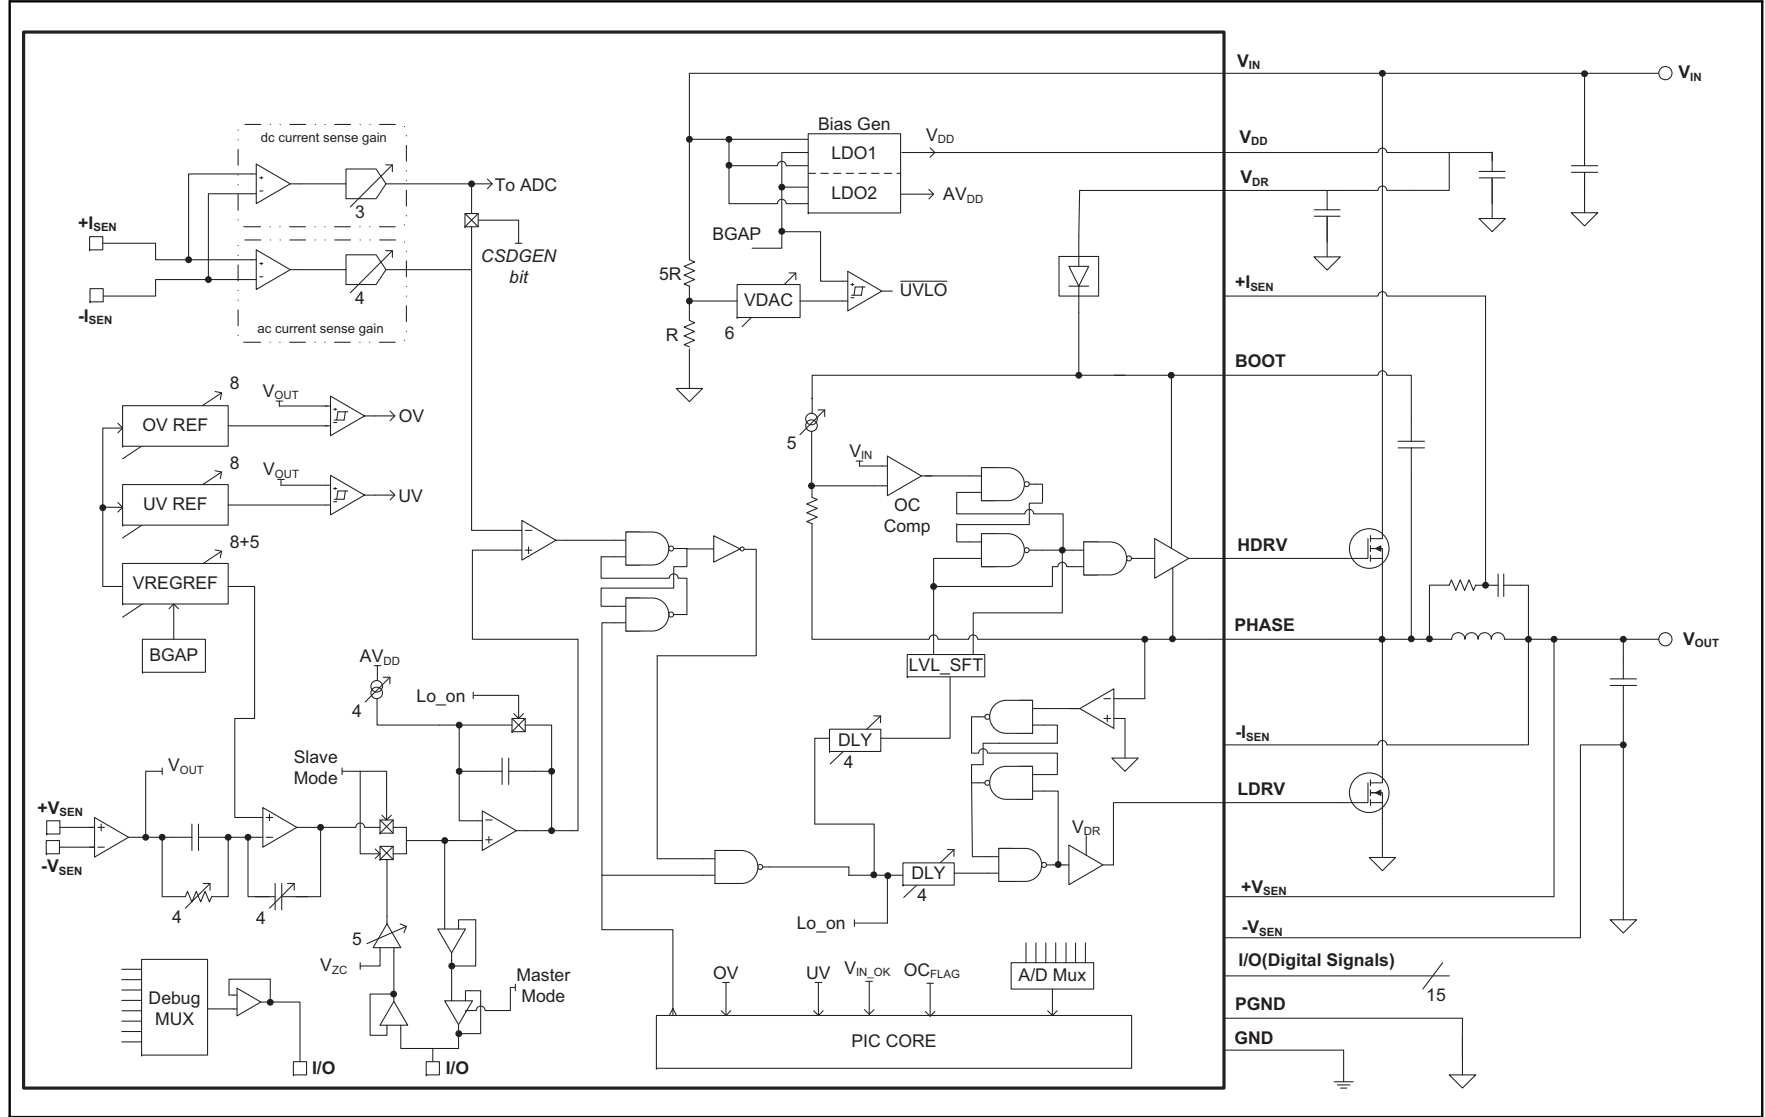 dc current sense gain
3
To ADC
+ISEN
-ISEN
CSDGEN
bit
4
ac current sense gain
Bias Gen
LDO1
LDO2
VDD
AVDD
BGAP
5R
R
VDAC
6
UVLO
VIN
VIN
VDD
VDR
+ISEN
BOOT
8
VOUT
OV REF
OV
8
VOUT
UV REF
UV
8+5
VREGREF
BGAP
5
VIN
OC
Comp
HDRV
PHASE
VOUT
LVL_SFT
AVDD
4
Lo_on
DLY
4
-ISEN
LDRV
Slave
Mode
VOUT
+VSEN
-VSEN
4
4
VDR
DLY
4
Lo_on
+VSEN
-VSEN
5
VZC
Master
Mode
Debug
MUX
I/O
I/O
OV
UV
VIN_OK
OCFLAG
A/D Mux
PIC CORE
I/O(Digital Signals)
15
PGND
GND